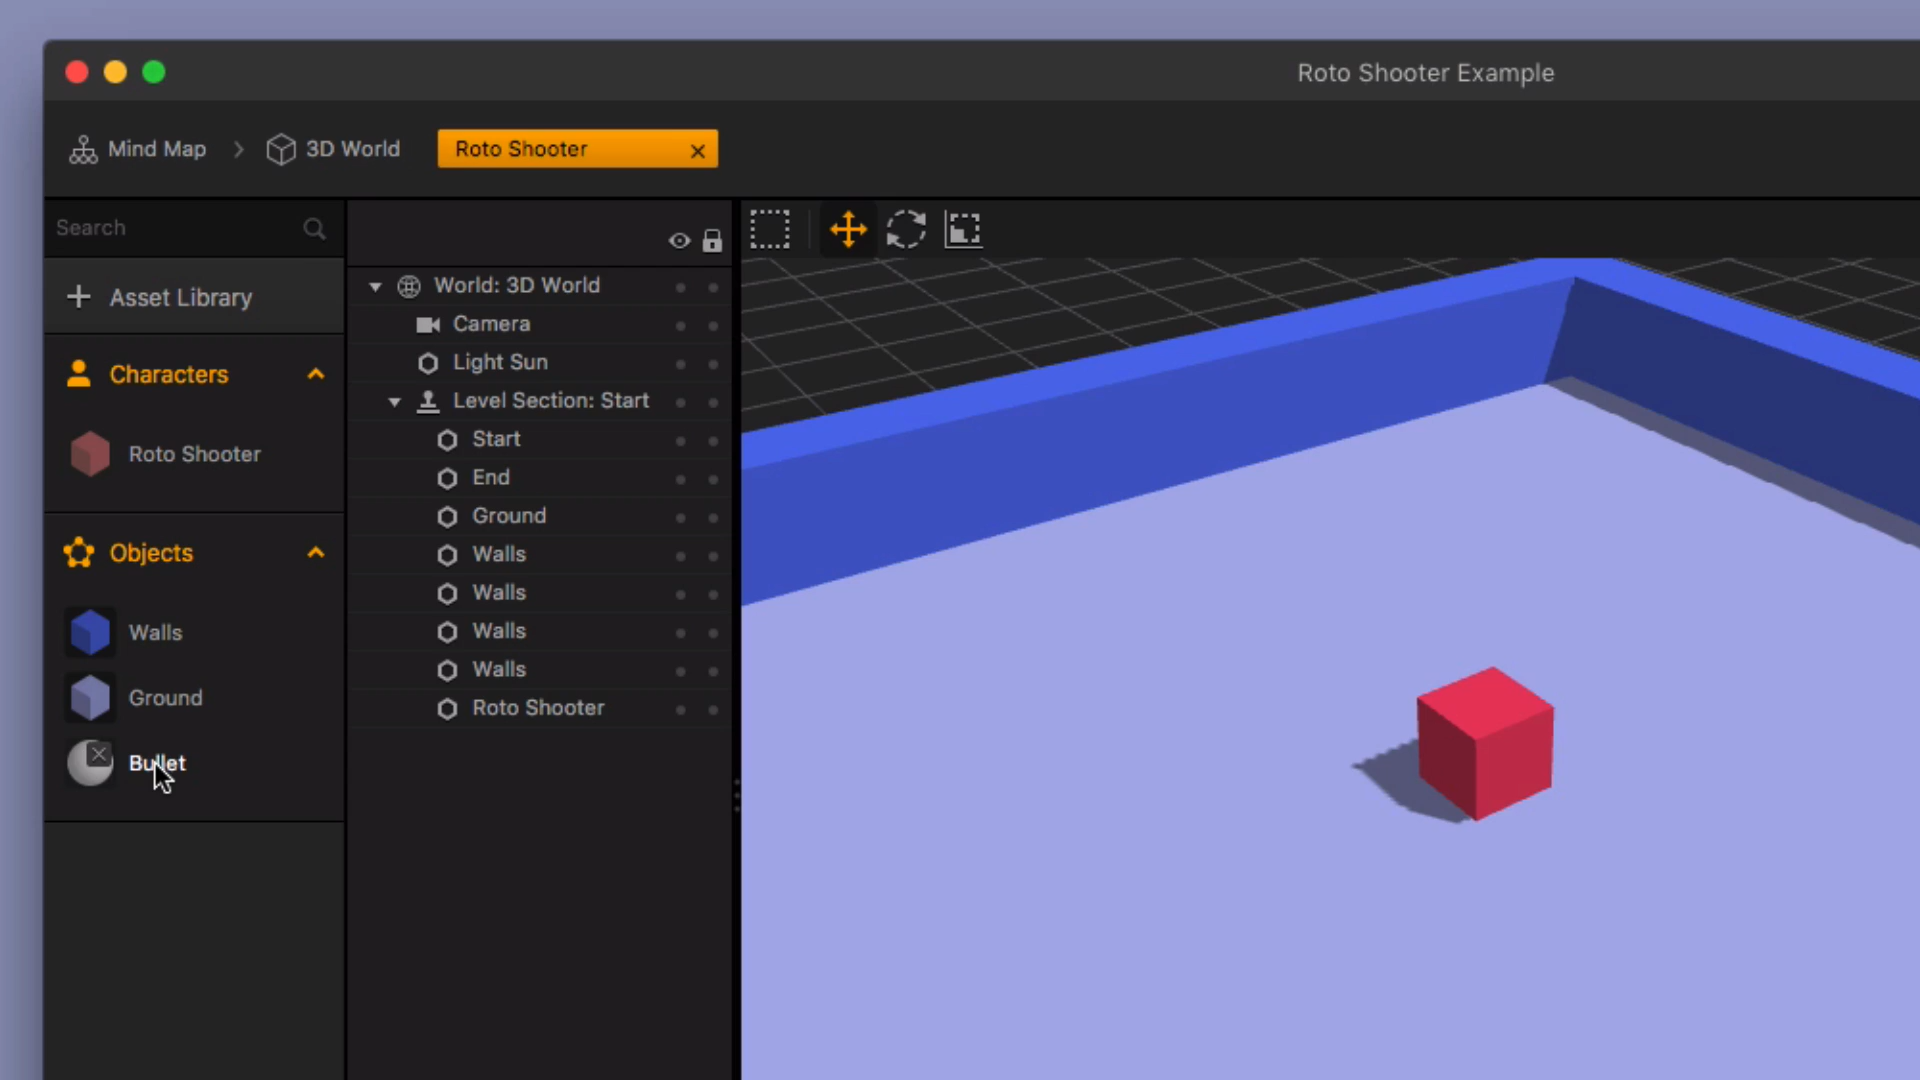 Roto Shooter Example
Mind Map
3D World
Roto Shooter
Search
Asset Library
Characters
Roto Shooter
Objects
Walls
Ground
Bullet
World: 3D World
Camera
Light Sun
Level Section: Start
Start
End
Ground
Walls
Walls
Walls
Walls
Roto Shooter